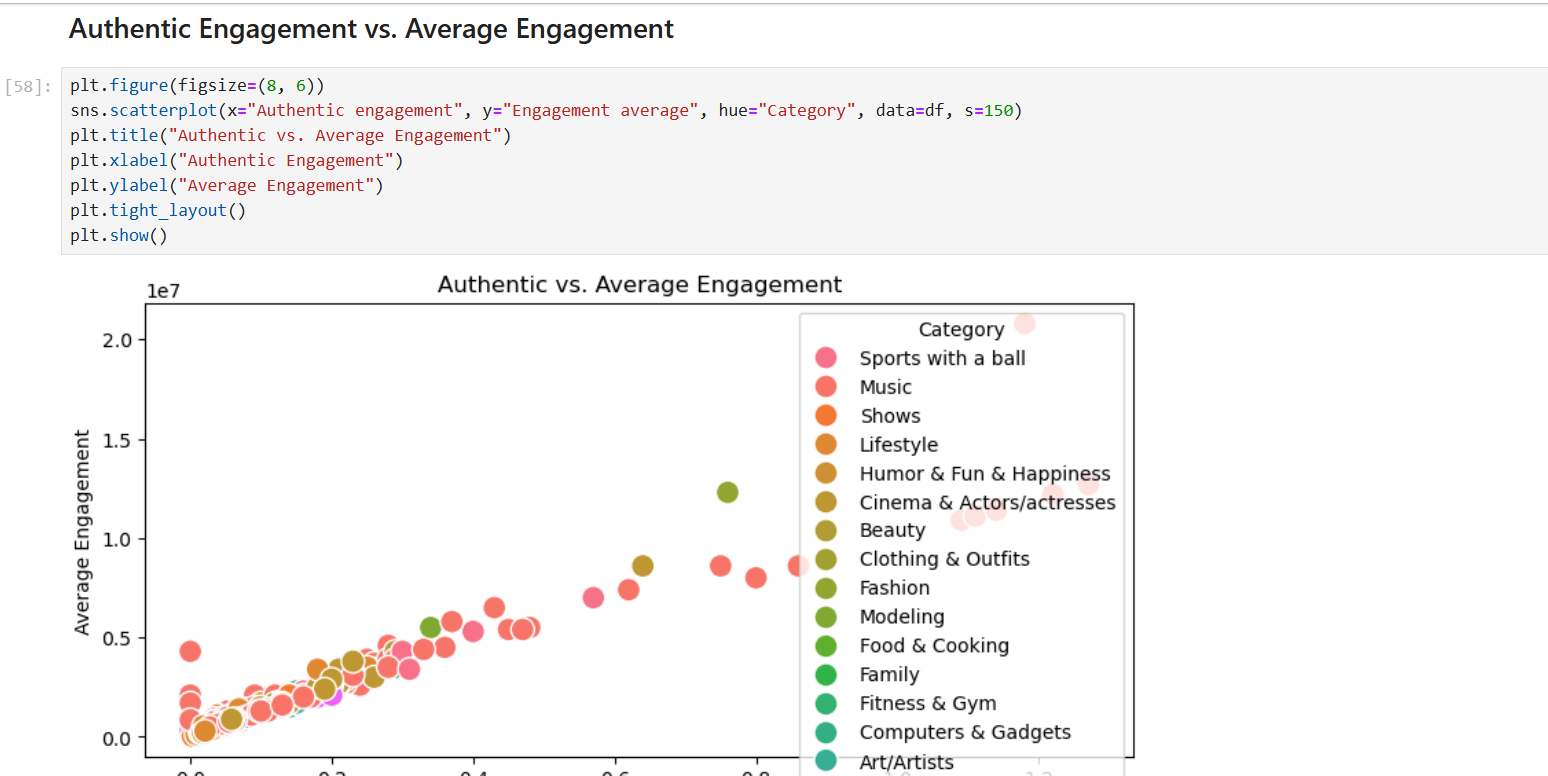 Authentic Engagement vs. Average Engagement
[58]:
plt.figure(figsize=(8, 6))
sns.scatterplot(x="Authentic engagement", y="Engagement average", hue="Category", data=df, s=150)
plt.title("Authentic vs. Average Engagement")
plt.xlabel("Authentic Engagement")
plt.ylabel("Average Engagement")
plt.tight_layout()
plt.show()
Authentic vs. Average Engagement
1e7
2.0
1.5
1.0
0.5
0.0
Average Engagement
Category
Sports with a ball
Music
Shows
Lifestyle
Humor & Fun & Happiness
Cinema & Actors/actresses
Beauty
Clothing & Outfits
Fashion
Modeling
Food & Cooking
Family
Fitness & Gym
Computers & Gadgets
Art/Artists